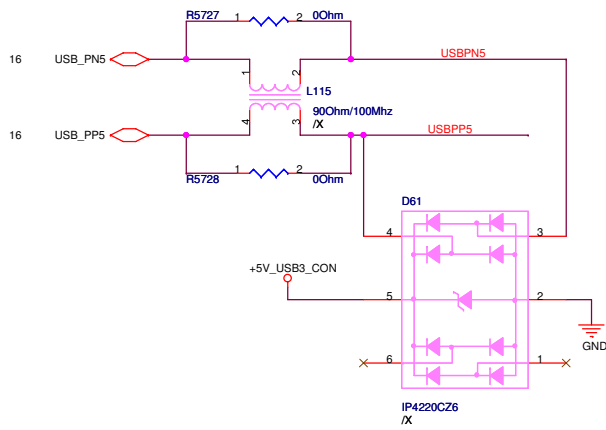 R5727 1 2 0Ohm
16 USB_PN5 USBPN5
1 2
L115
90Ohm/100Mhz
/X
4 3
16 USB_PP5 USBPP5
R5728 1 2 0Ohm
D61
4 3
+5V_USB3_CON
5 2
GND
6 1
IP4220CZ6
/X